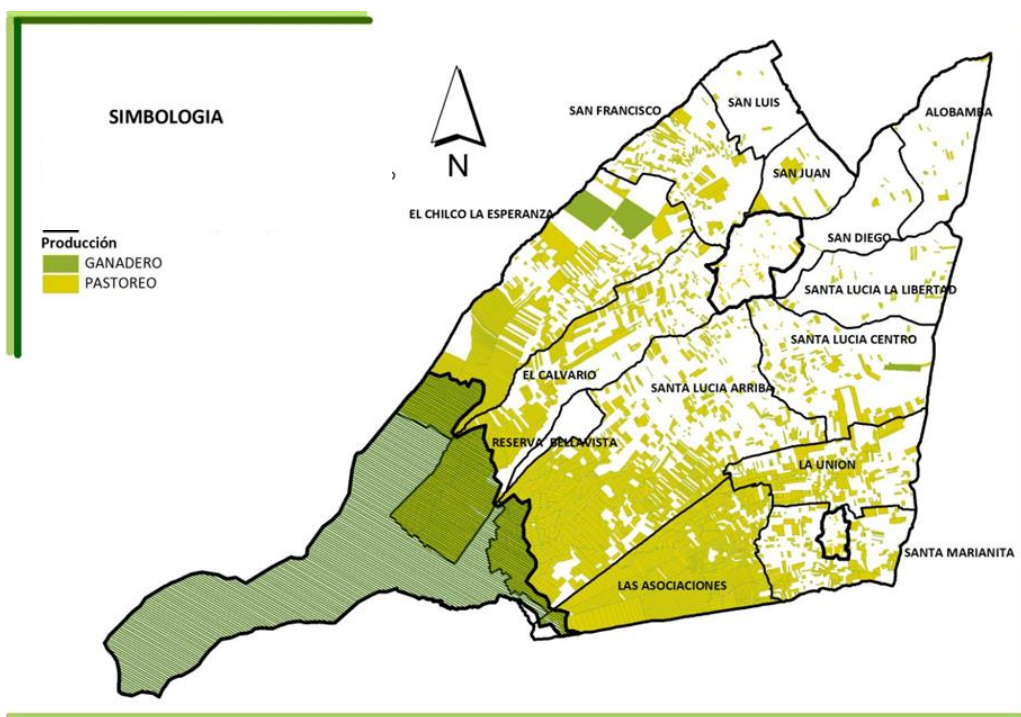 SIMBOLOGIA
N
Producción
GANADERO
PASTOREO
SAN FRANCISCO
SAN LUIS
ALOBAMBA
SAN JUAN
EL CHILCO LA ESPERANZA
SAN DIEGO
SANTA LUCIA LA LIBERTAD
SANTA LUCIA CENTRO
EL CALVARIO
SANTA LUCIA ARRIBA
RESERVA BELLAVISTA
LA UNION
SANTA MARIANITA
LAS ASOCIACIONES